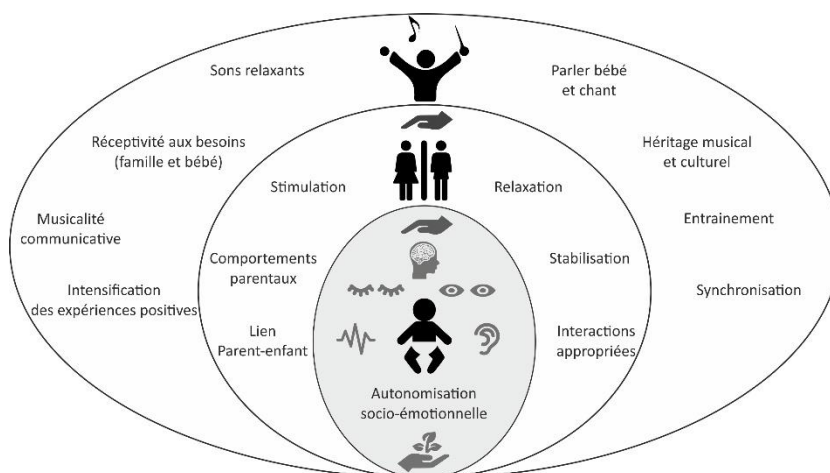 Sons relaxants
Parler bébé
et chant
Réceptivité aux besoins
(famille et bébé)
Héritage musical
et culturel
Stimulation
Relaxation
Musicalité
communicative
Entrainement
Comportements
parentaux
Stabilisation
Intensification
des expériences positives
Synchronisation
Lien
Parent-enfant
Interactions
appropriées
Autonomisation
socio-émotionnelle